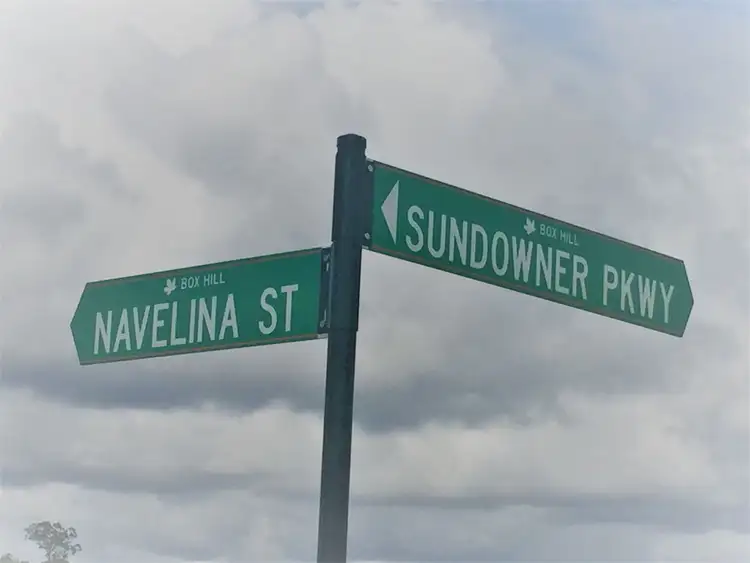 BOX HILL
NAVELINA ST
BOX HILL
SUNDOWNER PKWY